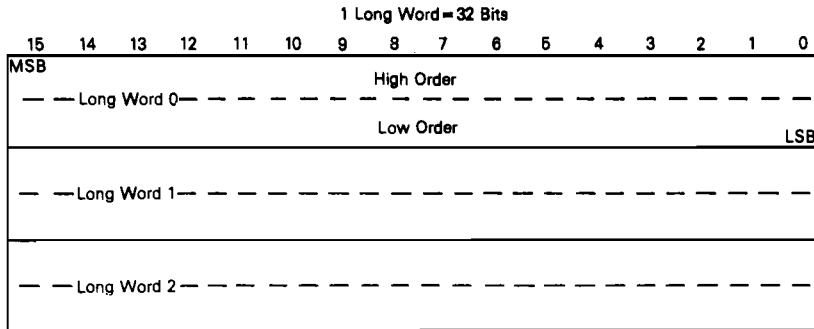 1 Long Word = 32 Bits
15 14 13 12 11 10 9 8 7 6 5 4 3 2 1 0
MSB
High Order
Long Word 0
Low Order
LSB
Long Word 1
Long Word 2